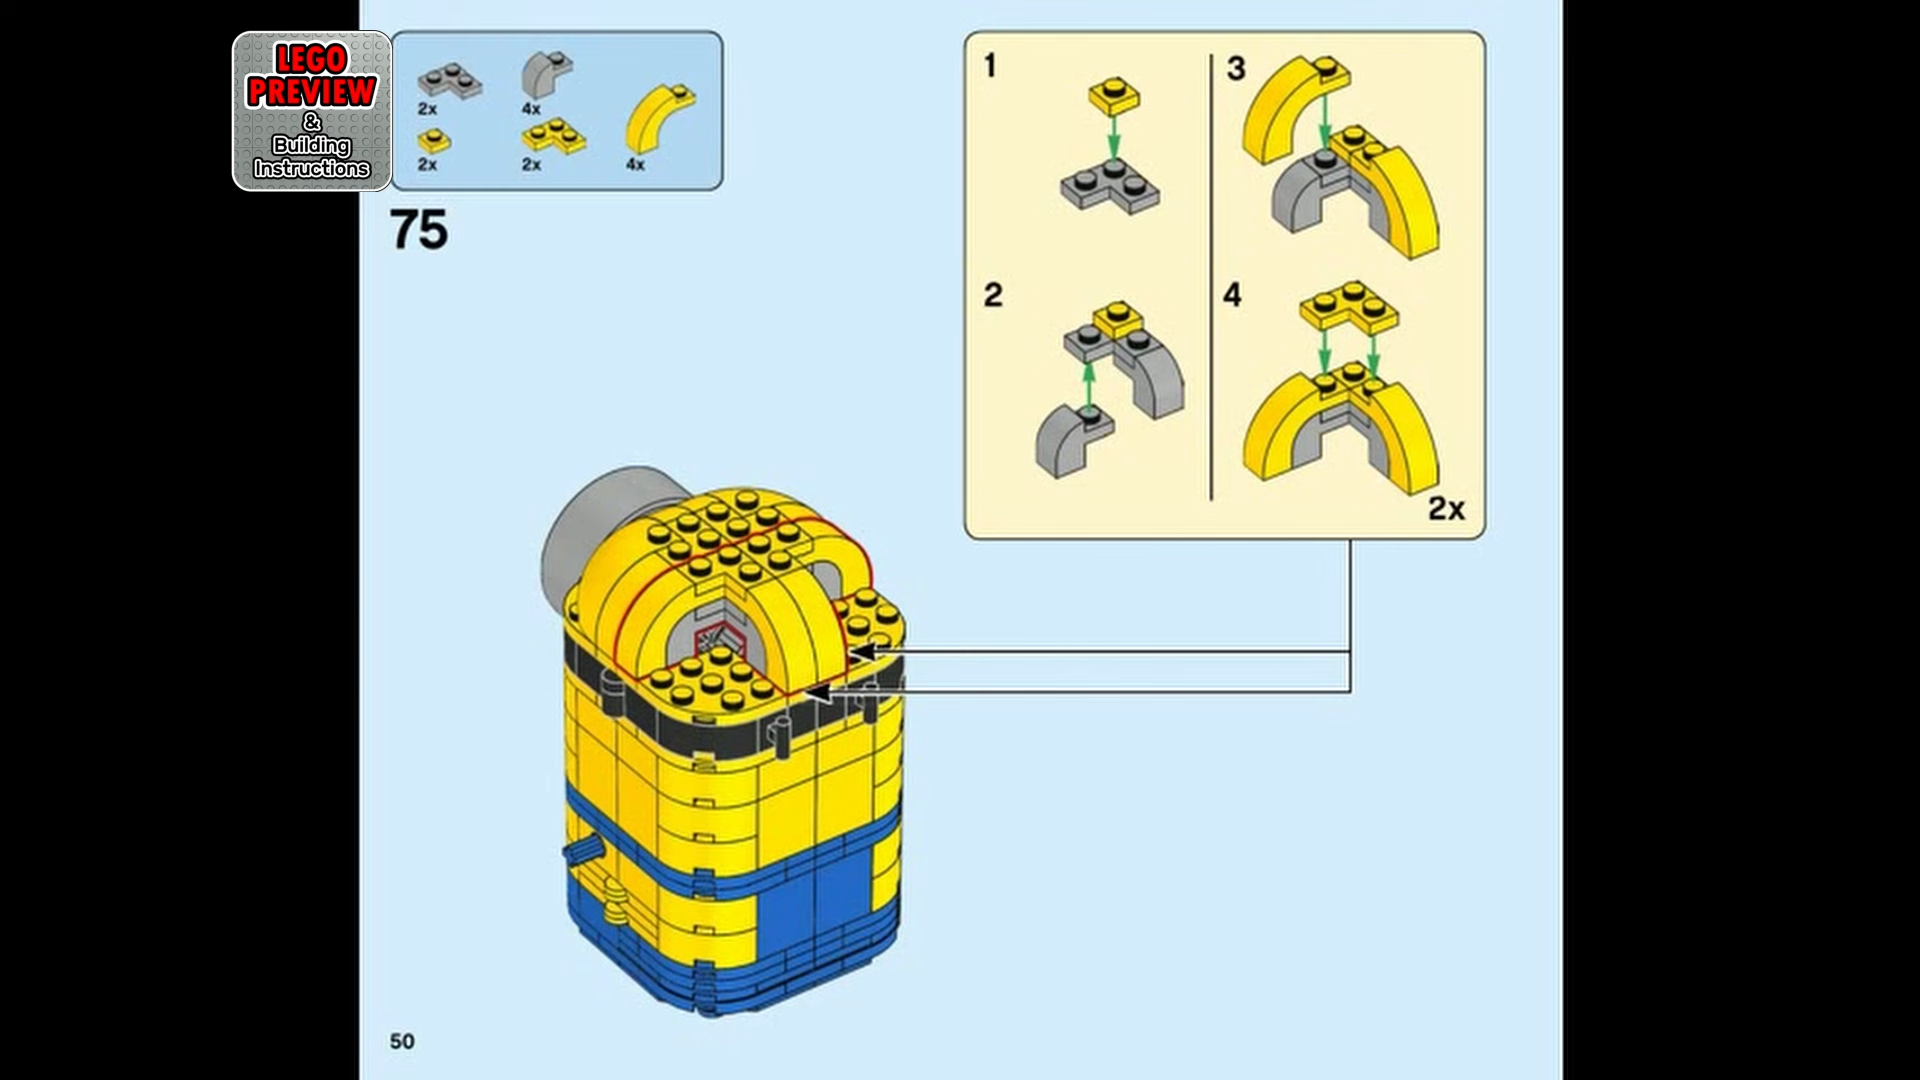 LEGO
PREVIEW
&
Building
Instructions
2x
4x
2x
2x
4x
75
1
3
2
4
2x
50